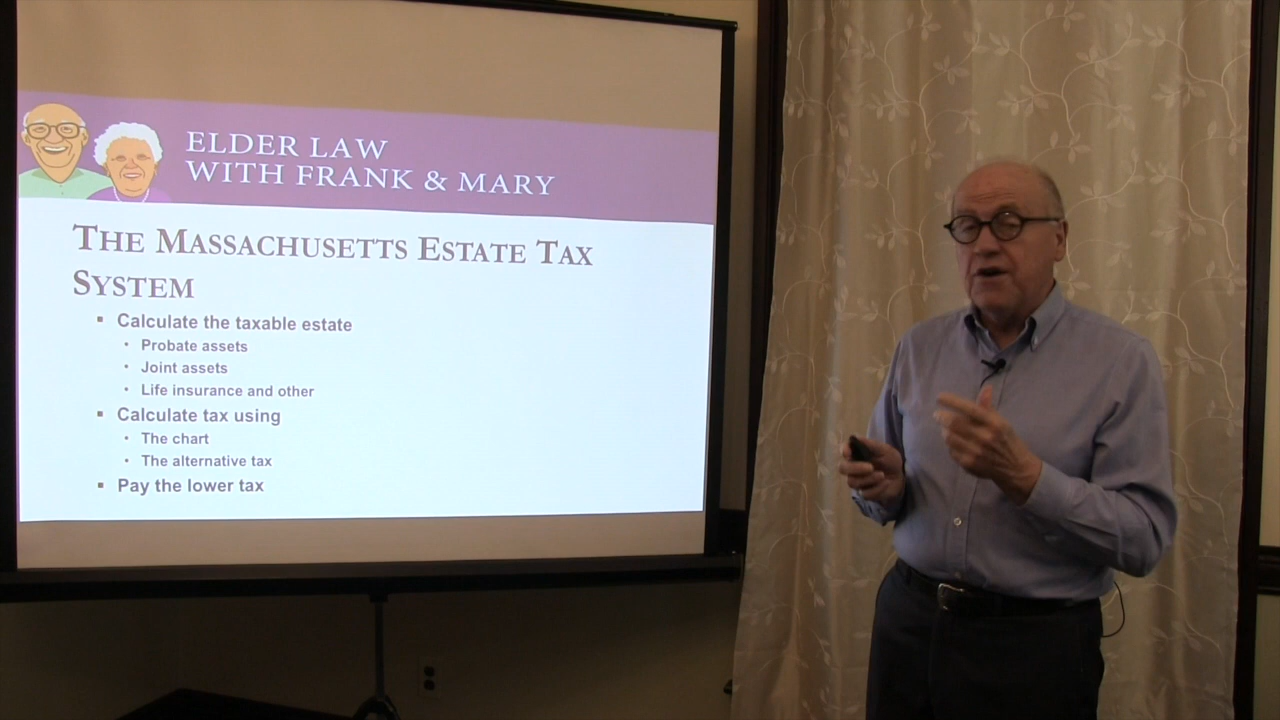 ELDER LAW
WITH FRANK & MARY
THE MASSACHUSETTS ESTATE TAX
SYSTEM
▪ Calculate the taxable estate
• Probate assets
• Joint assets
• Life insurance and other
▪ Calculate tax using
• The chart
• The alternative tax
▪ Pay the lower tax